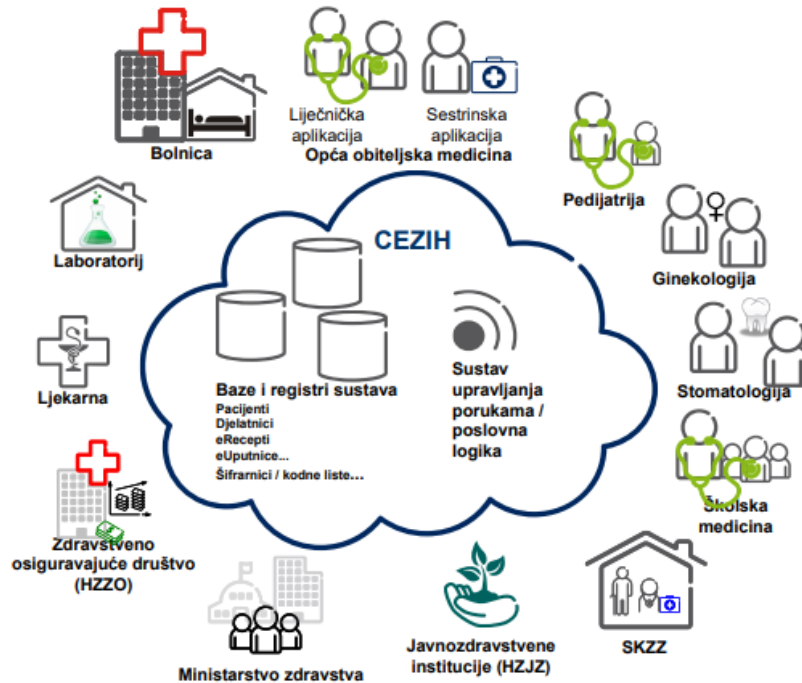 Bolnica
Liječnička
aplikacija
Sestrinska
aplikacija
Opća obiteljska medicina
Pedijatrija
Ginekologija
Stomatologija
Školska
medicina
SKZZ
Javnozdravstvene
institucije (HZJZ)
Ministarstvo zdravstva
Zdravstveno
osiguravajuće društvo
(HZZO)
Ljekarna
Laboratorij
CEZIH
Baze i registri sustava
Pacijenti
Djelatnici
eRecepti
eUputnice...
Šifrarnici / kodne liste...
Sustav
upravljanja
porukama /
poslovna
logika